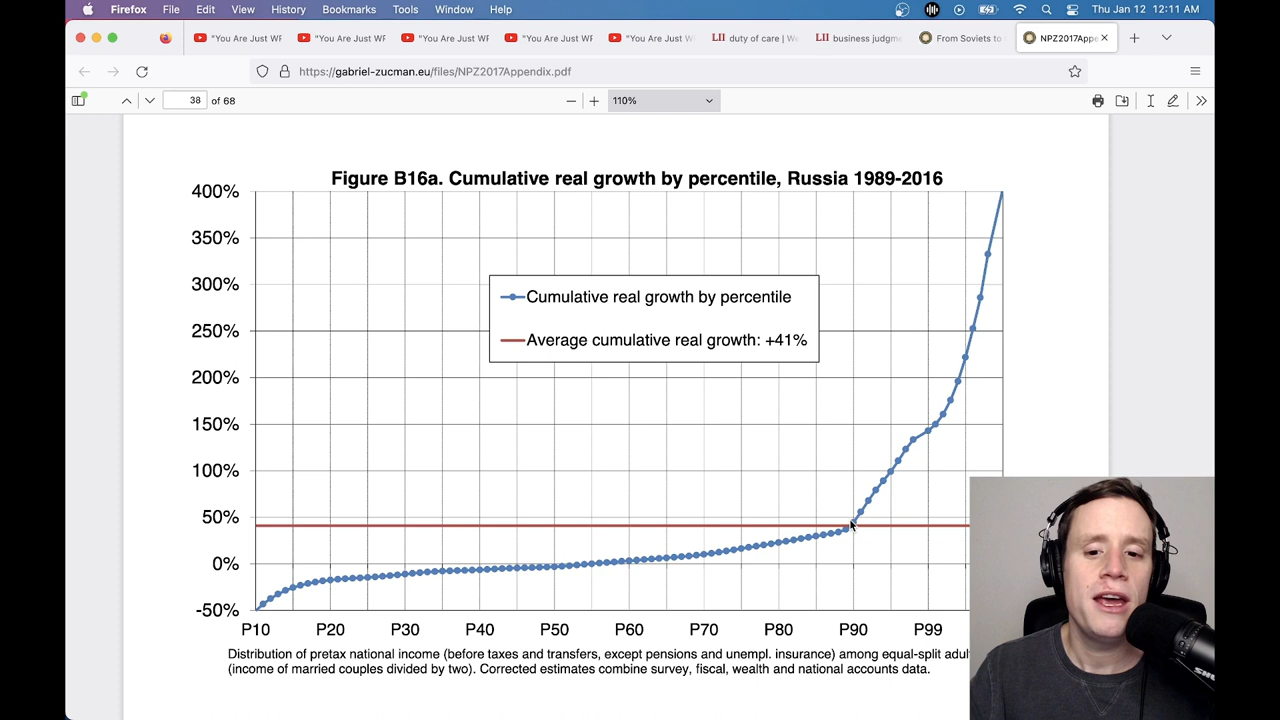 Firefox File Edit View History Bookmarks Tools Window Help Thu Jan 12 12:11 AM
"You Are Just WF "You Are Just WF "You Are Just WF "You Are Just WF "You Are Just W LII duty of care | We LII business judgme From Soviets to NPZ2017Appe
https://gabriel-zucman.eu/files/NPZ2017Appendix.pdf
38 of 68 110%
Figure B16a. Cumulative real growth by percentile, Russia 1989-2016
400%
350%
300%
Cumulative real growth by percentile
250%
Average cumulative real growth: +41%
200%
150%
100%
50%
0%
-50%
P10 P20 P30 P40 P50 P60 P70 P80 P90 P99
Distribution of pretax national income (before taxes and transfers, except pensions and unempl. insurance) among equal-split adul
(income of married couples divided by two). Corrected estimates combine survey, fiscal, wealth and national accounts data.